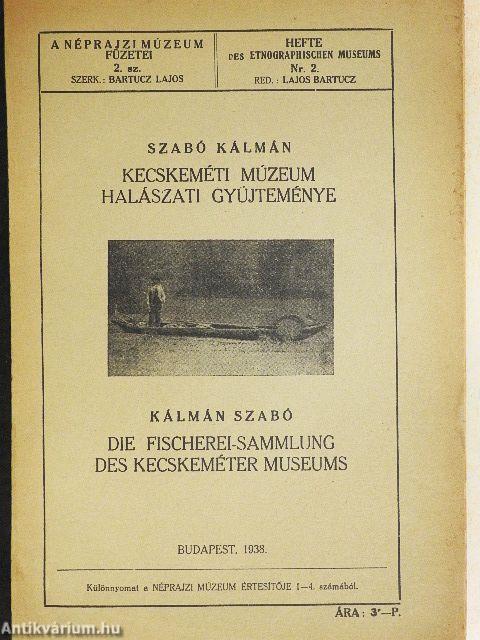 A NÉPRAJZI MÚZEUM
FÜZETEI
2. sz.
SZERK.: BARTUCZ LAJOS
HEFTE
DES ETNOGRAPHISCHEN MUSEUMS
Nr. 2.
RED.: LAJOS BARTUCZ
SZABÓ KÁLMÁN
KECSKEMÉTI MÚZEUM
HALÁSZATI GYŰJTEMÉNYE
KÁLMÁN SZABÓ
DIE FISCHEREI-SAMMLUNG
DES KECSKEMÉTER MUSEUMS
BUDAPEST, 1938.
Különnyomat a NÉPRAJZI MÚZEUM ÉRTESITŐJE 1—4. számából.
ÁRA: 3'—P.
Antikvárium.hu